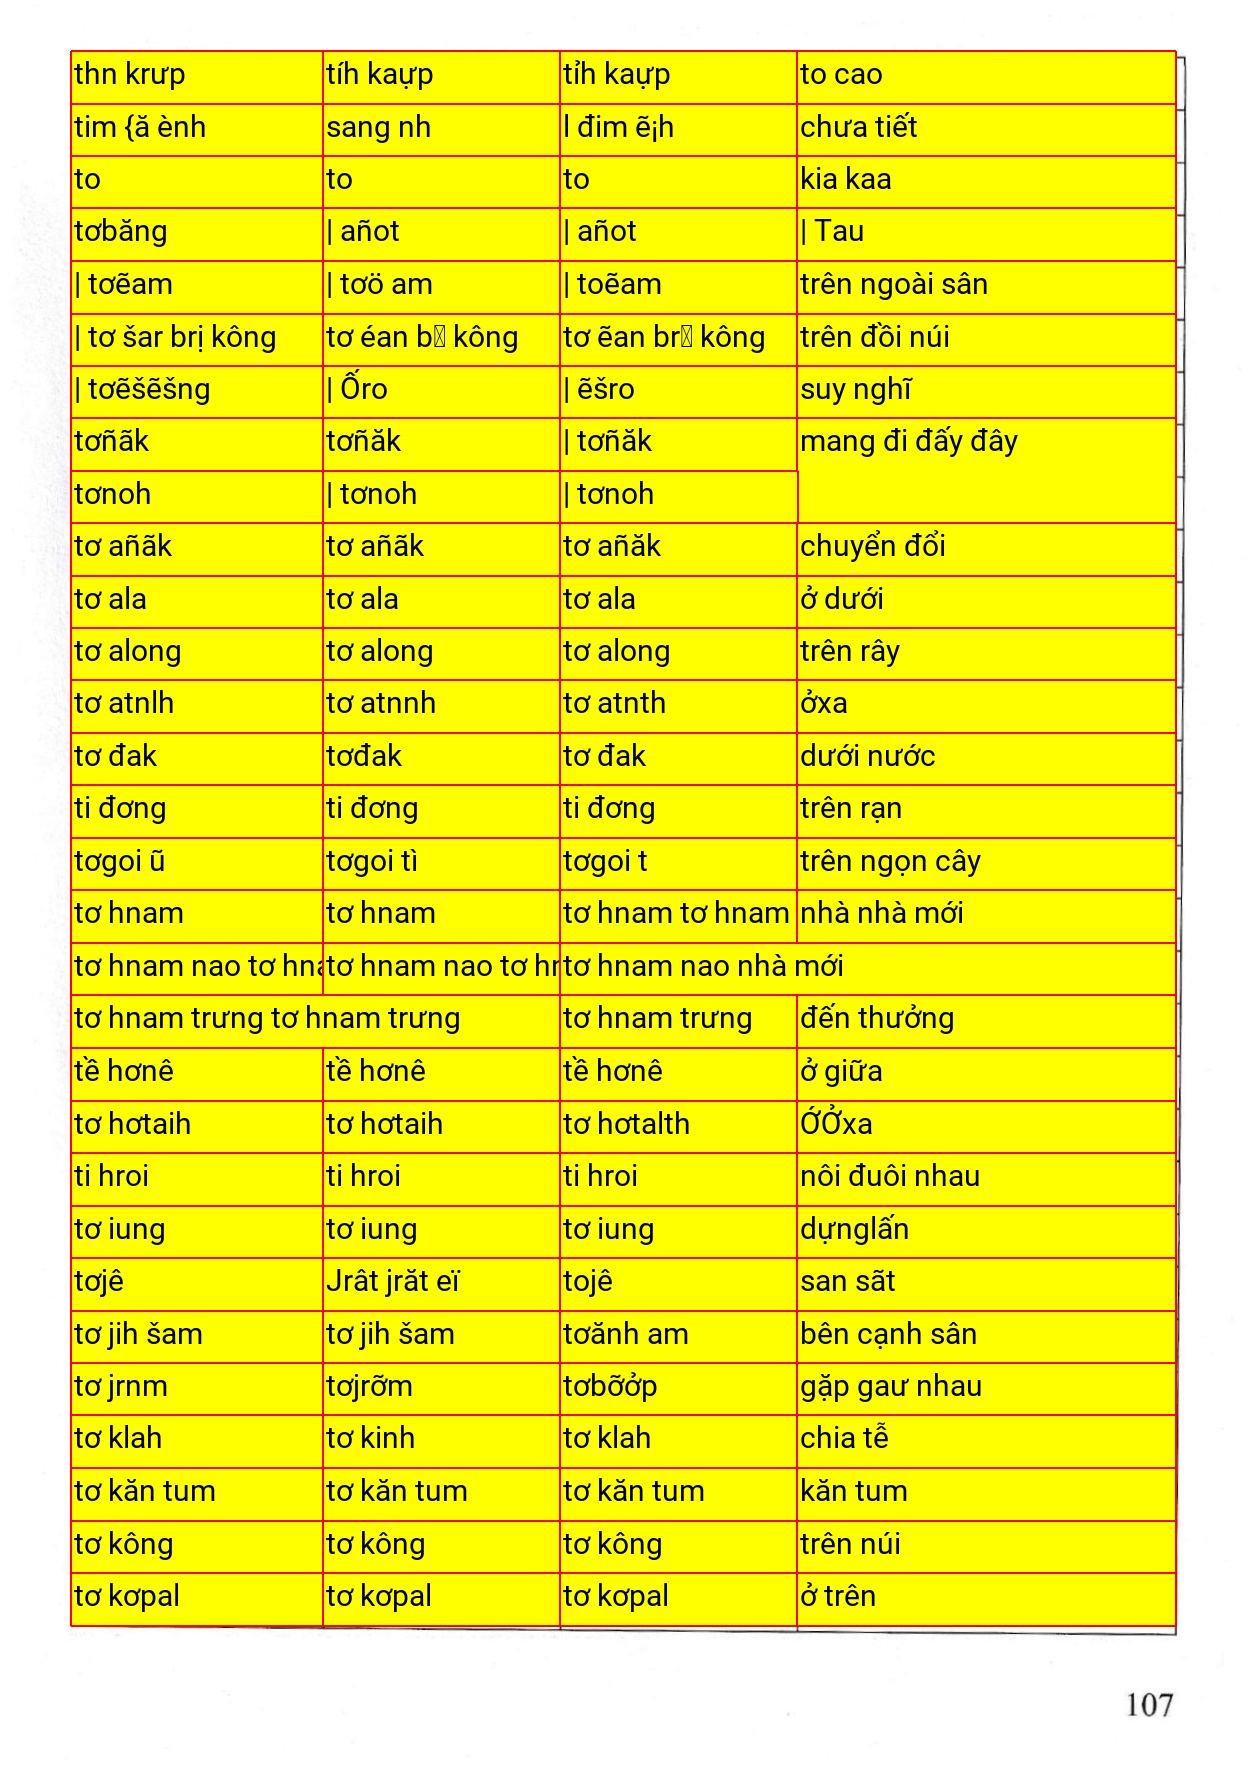 thn krưp tíh kaựp tỉh kaựp to cao
tim {ă ènh sang nh l đim ẽ¡h chưa tiết
to to to kia kaa
tơbăng | añot | añot | Tau
| tơẽam | tơö am | toẽam trên ngoài sân
| tơ šar brị kông tơ éan b kông tơ ẽan br kông trên đồi núi
| tơẽšẽšng | Ốro | ẽšro suy nghĩ
tơñãk tơñăk | tơñăk mang đi đấy đây
tơnoh | tơnoh | tơnoh
tơ añãk tơ añãk tơ añăk chuyển đổi
tơ ala tơ ala tơ ala ở dưới
tơ along tơ along tơ along trên rây
tơ atnlh tơ atnnh tơ atnth ởxa
tơ đak tơđak tơ đak dưới nước
ti đơng ti đơng ti đơng trên rạn
tơgoi ũ tơgoi tì tơgoi t trên ngọn cây
tơ hnam tơ hnam tơ hnam tơ hnam nhà nhà mới
tơ hnam nao tơ hna tơ hnam nao tơ hn tơ hnam nao nhà mới
tơ hnam trưng tơ hnam trưng tơ hnam trưng đến thưởng
tề hơnê tề hơnê tề hơnê ở giữa
tơ hơtaih tơ hơtaih tơ hơtalth ỚỞxa
ti hroi ti hroi ti hroi nôi đuôi nhau
tơ iung tơ iung tơ iung dựnglấn
tơjê Jrât jrăt eï tojê san sãt
tơ jih šam tơ jih šam tơănh am bên cạnh sân
tơ jrnm tơjrỡm tơbỡởp gặp gaư nhau
tơ klah tơ kinh tơ klah chia tễ
tơ kăn tum tơ kăn tum tơ kăn tum kăn tum
tơ kông tơ kông tơ kông trên núi
tơ kơpal tơ kơpal tơ kơpal ở trên
107